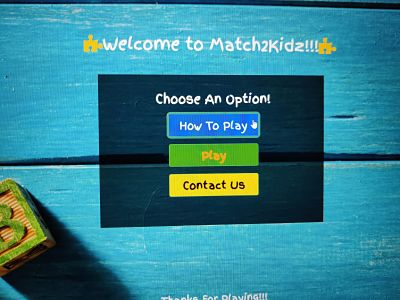 Welcome to Match2Kidz!!!
Choose An Option!
How To Play
Play
Contact Us
Thanks For Playing!!!
B